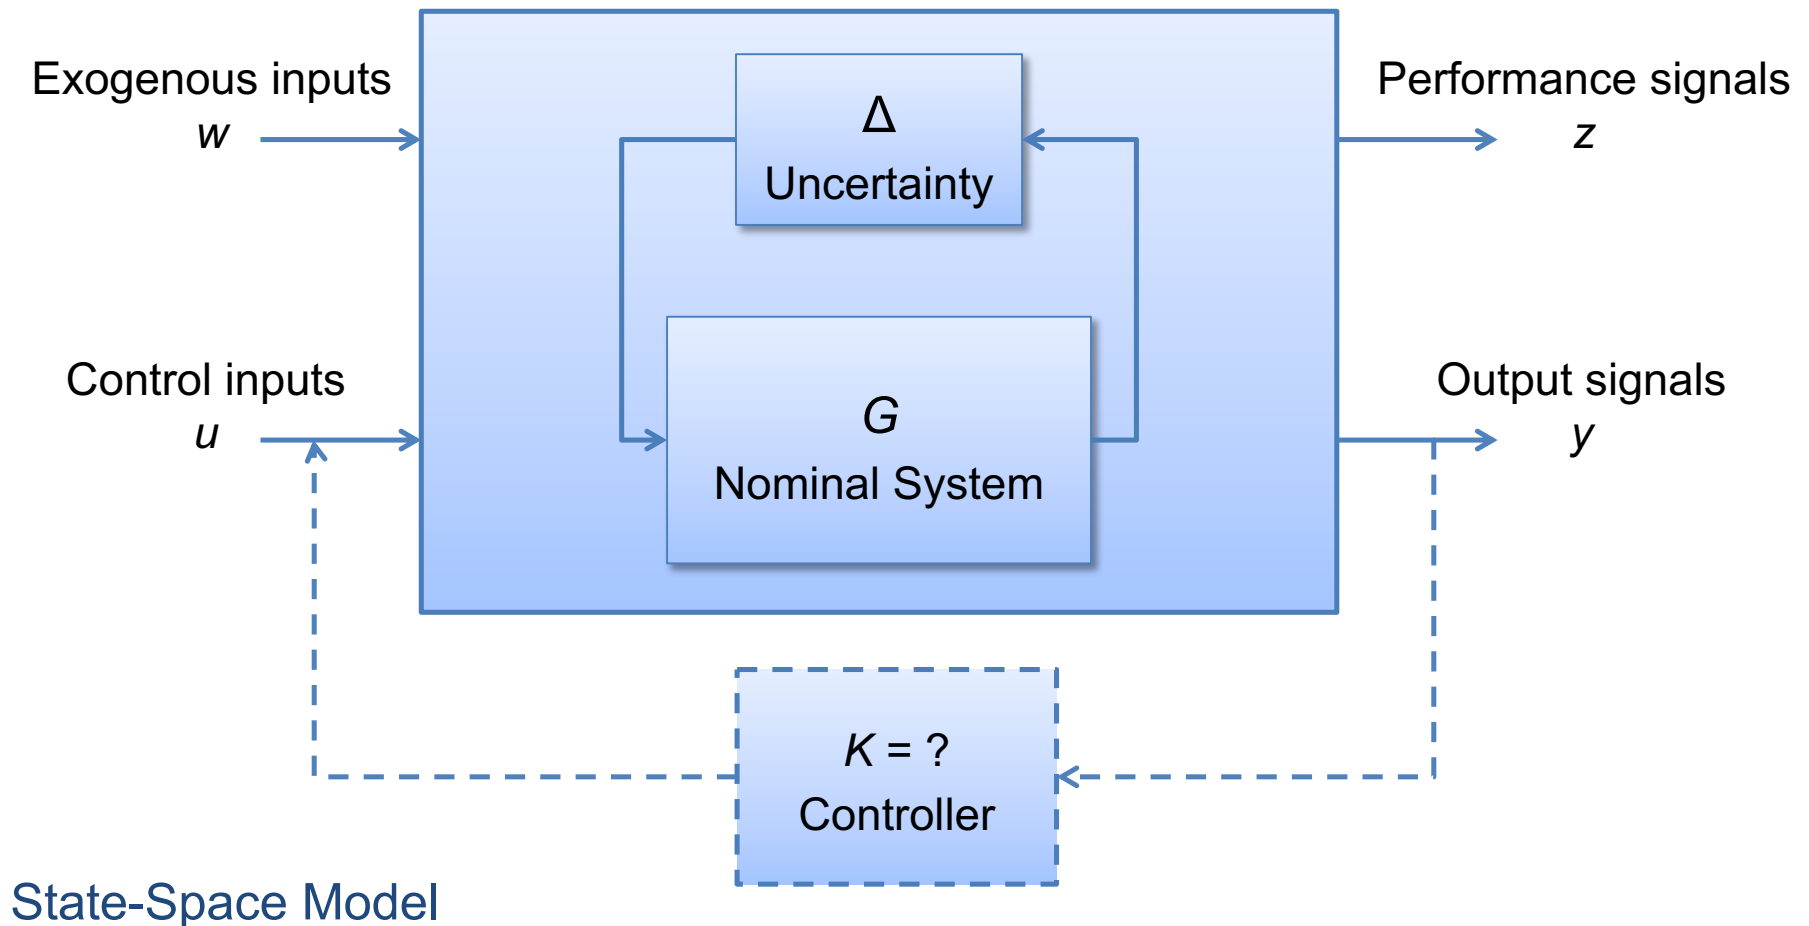 Exogenous inputs
w
Δ
Uncertainty
Performance signals
z
Control inputs
u
G
Nominal System
Output signals
y
K = ?
Controller
State-Space Model